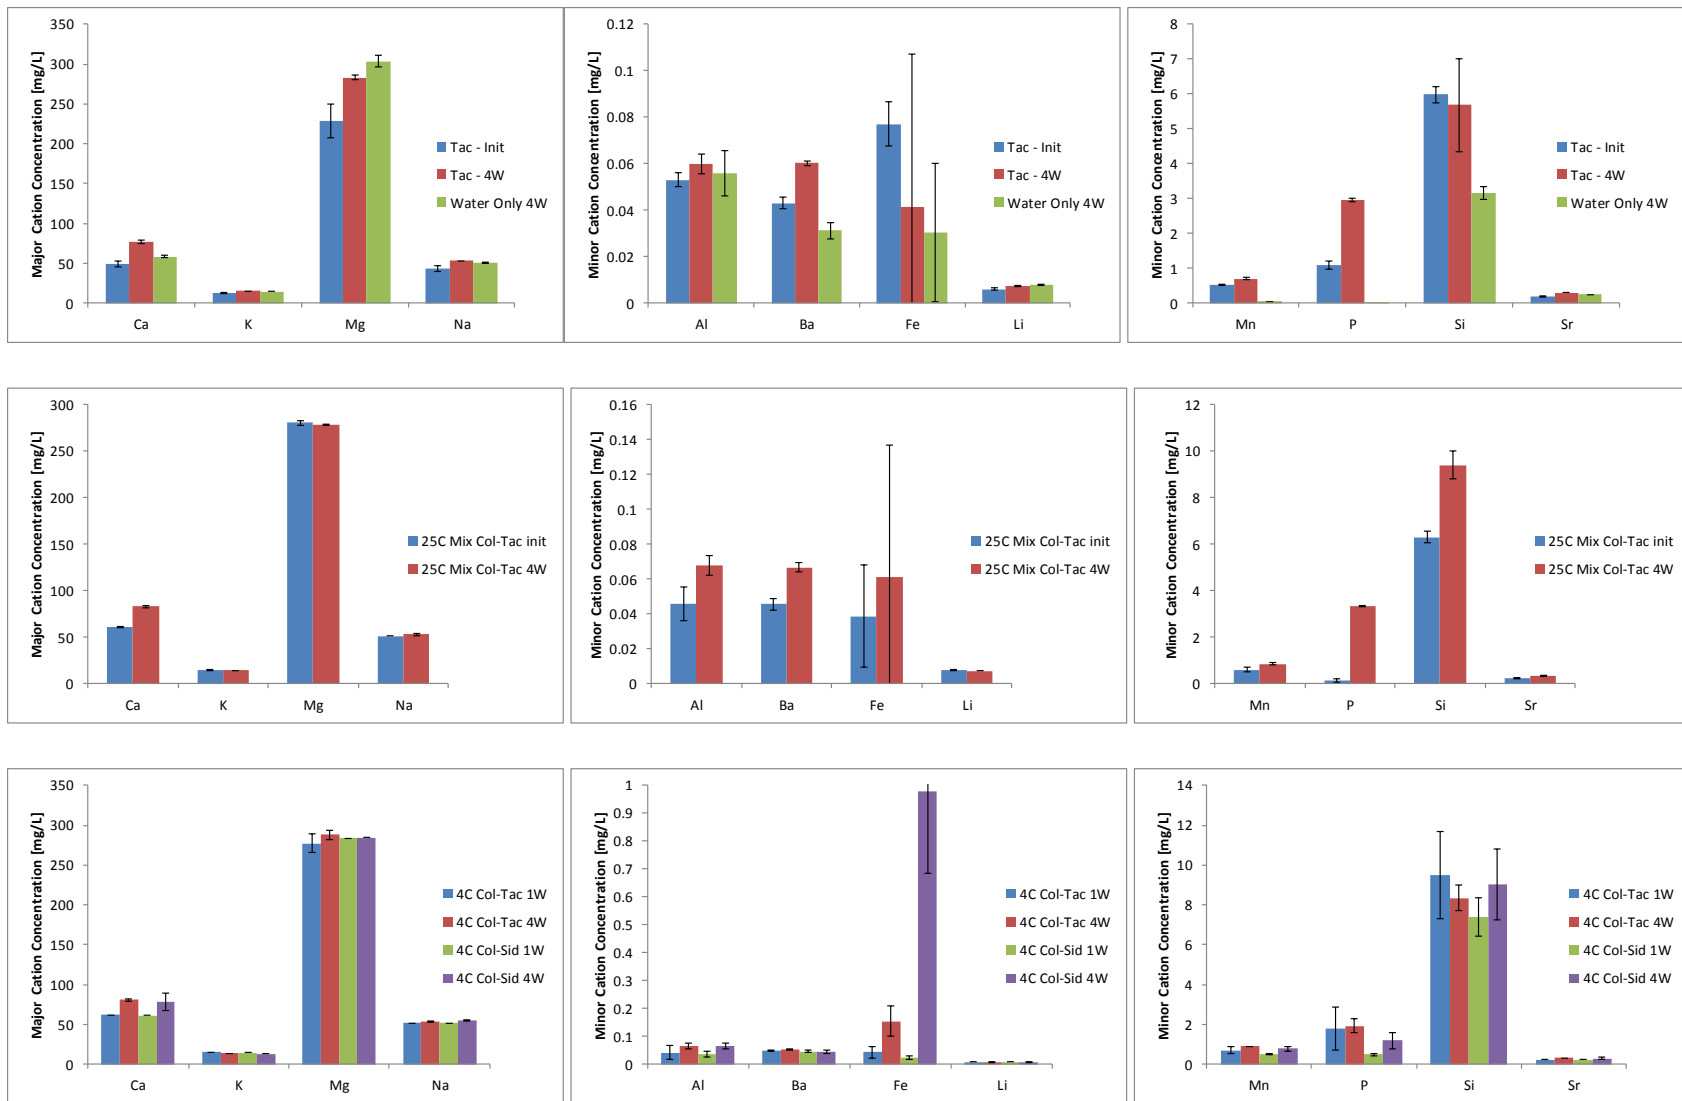 Major Cation Concentration [mg/L]
350
300
250
200
150
100
50
0
Ca K Mg Na
Tac - Init
Tac - 4W
Water Only 4W
Minor Cation Concentration [mg/L]
0.12
0.1
0.08
0.06
0.04
0.02
0
Al Ba Fe Li
Tac - Init
Tac - 4W
Water Only 4W
Minor Cation Concentration [mg/L]
8
7
6
5
4
3
2
1
0
Mn P Si Sr
Tac - Init
Tac - 4W
Water Only 4W
Major Cation Concentration [mg/L]
300
250
200
150
100
50
0
Ca K Mg Na
25C Mix Col-Tac init
25C Mix Col-Tac 4W
Minor Cation Concentration [mg/L]
0.16
0.14
0.12
0.1
0.08
0.06
0.04
0.02
0
Al Ba Fe Li
25C Mix Col-Tac init
25C Mix Col-Tac 4W
Minor Cation Concentration [mg/L]
12
10
8
6
4
2
0
Mn P Si Sr
25C Mix Col-Tac init
25C Mix Col-Tac 4W
Major Cation Concentration [mg/L]
350
300
250
200
150
100
50
0
Ca K Mg Na
4C Col-Tac 1W
4C Col-Tac 4W
4C Col-Sid 1W
4C Col-Sid 4W
Minor Cation Concentration [mg/L]
1
0.9
0.8
0.7
0.6
0.5
0.4
0.3
0.2
0.1
0
Al Ba Fe Li
4C Col-Tac 1W
4C Col-Tac 4W
4C Col-Sid 1W
4C Col-Sid 4W
Minor Cation Concentration [mg/L]
14
12
10
8
6
4
2
0
Mn P Si Sr
4C Col-Tac 1W
4C Col-Tac 4W
4C Col-Sid 1W
4C Col-Sid 4W